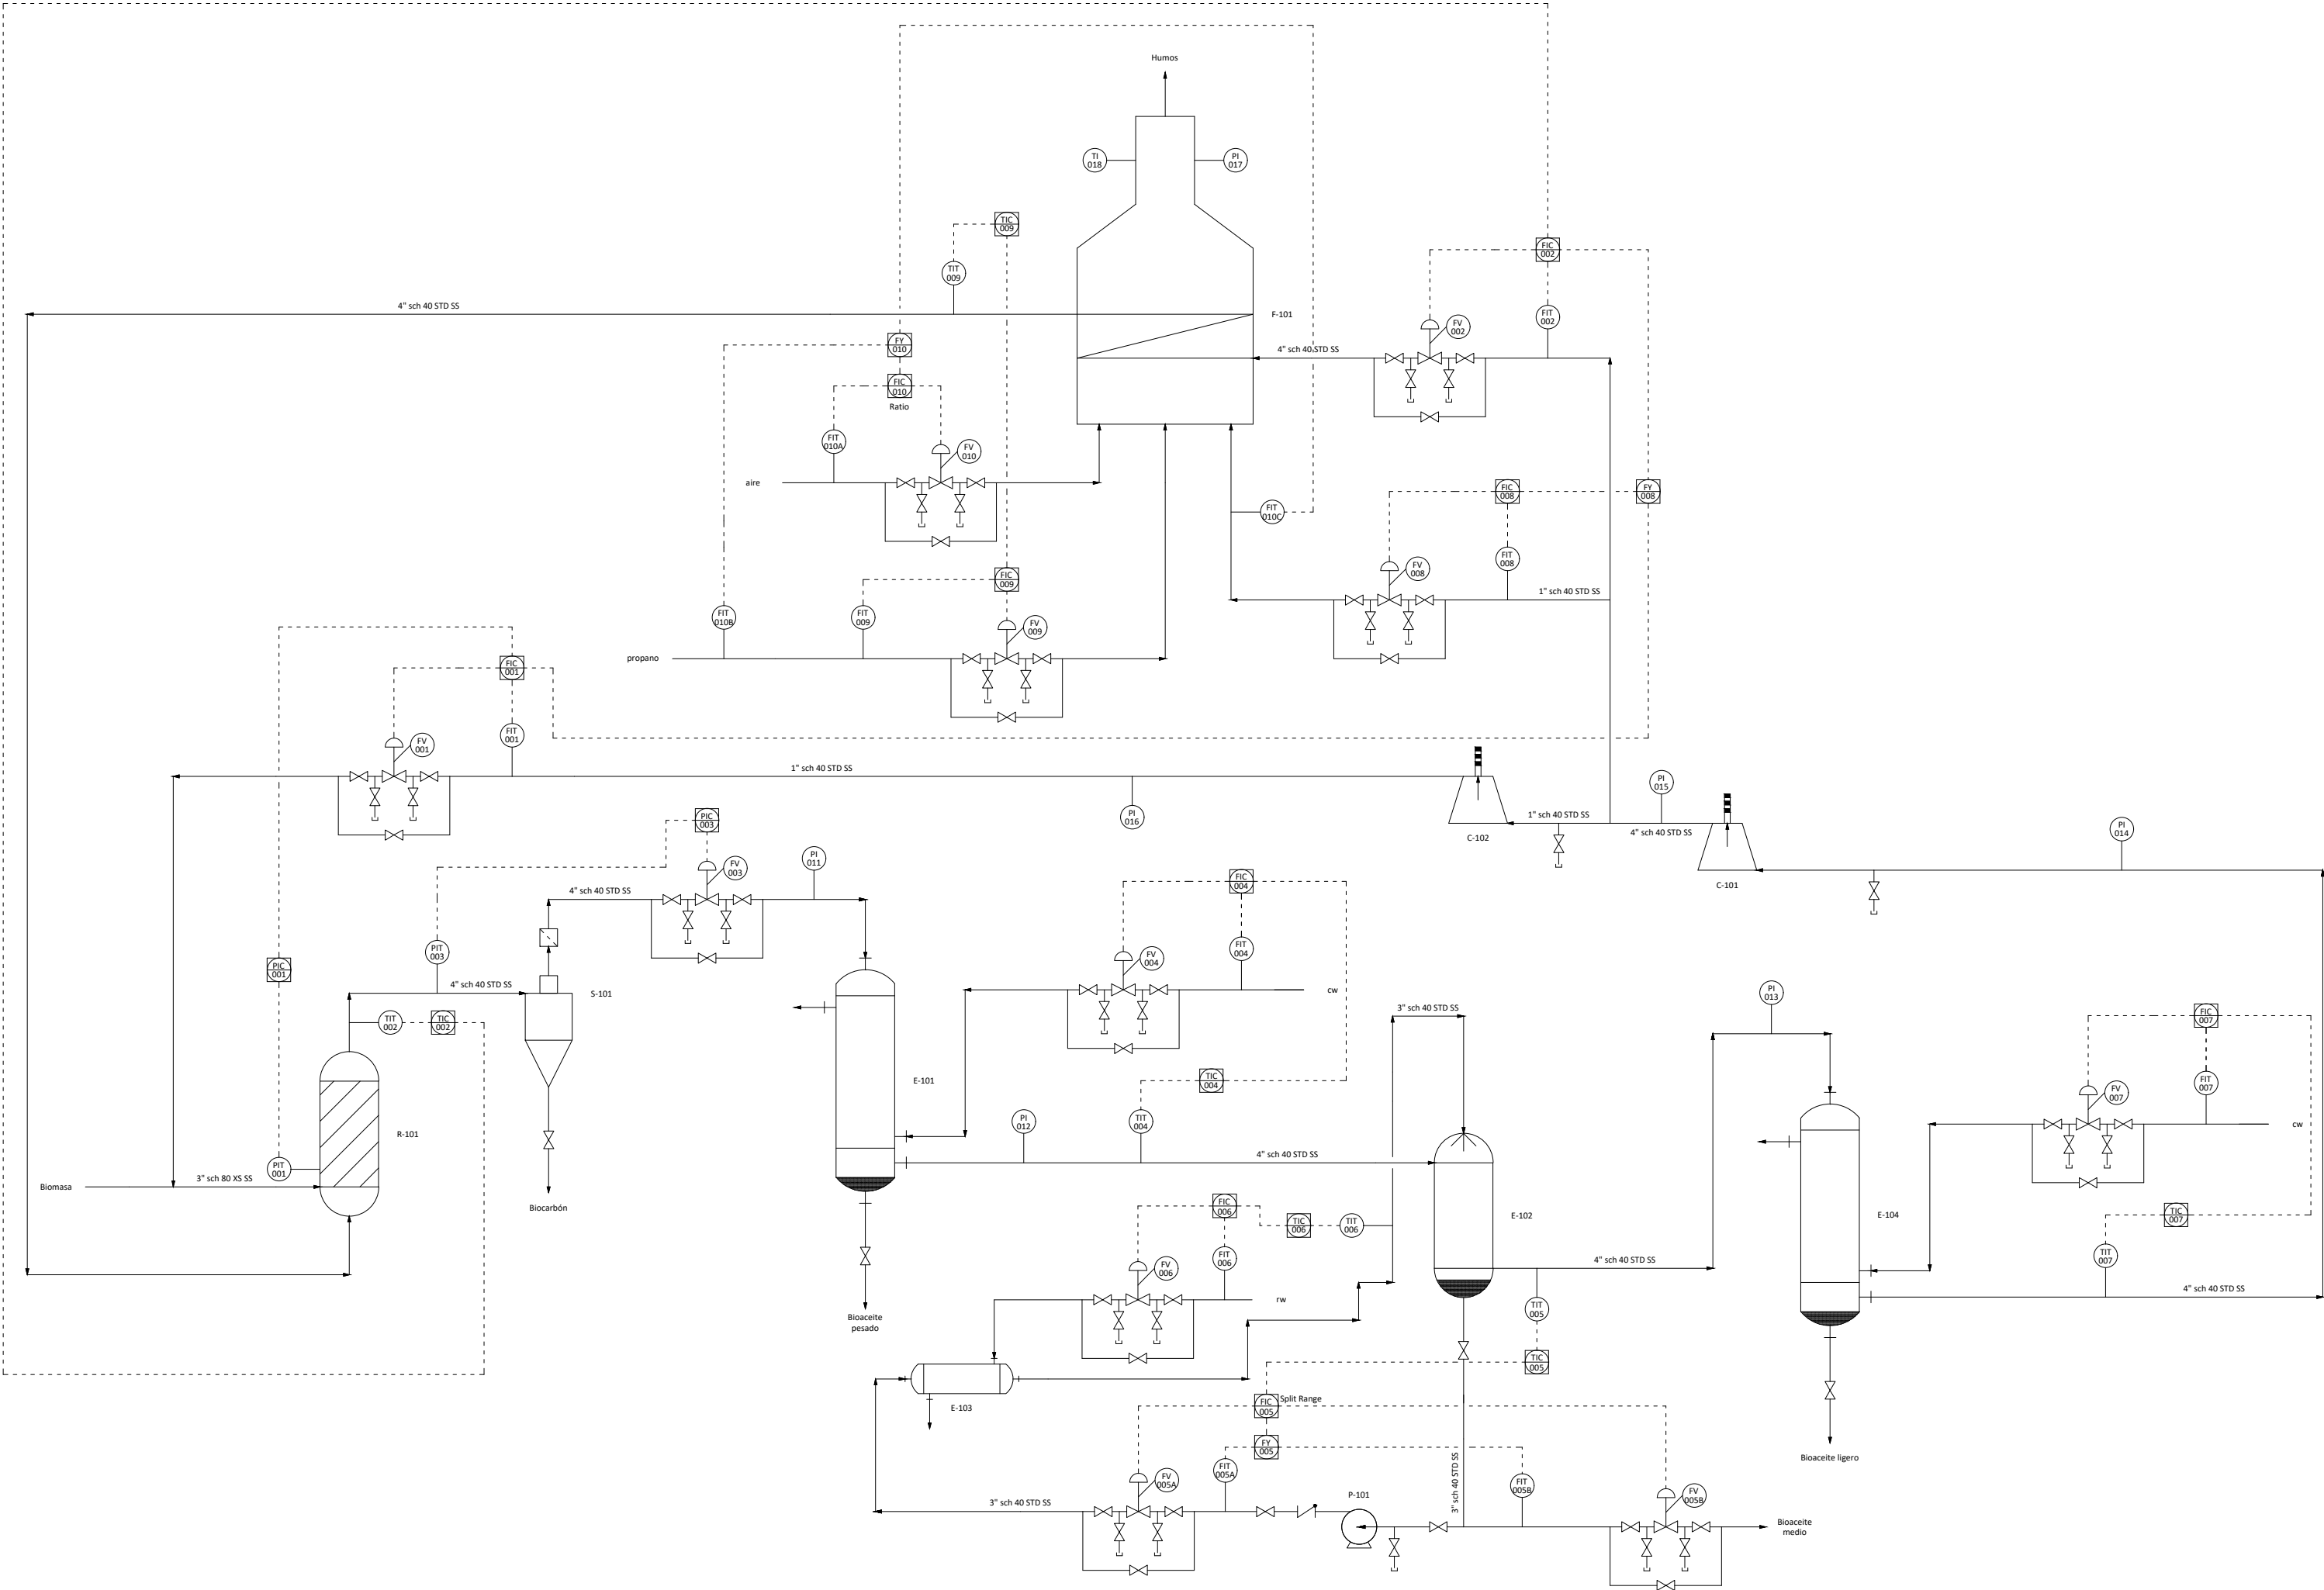 Humos
TI
018
PI
017
TIC
009
FIC
002
TIT
009
4" sch 40 STD SS
F-101
FIT
002
FV
002
FY
010
4" sch 40 STD SS
FIC
010
Ratio
FIT
010A
FV
010
aire
FIC
008
FY
008
FIT
010C
FIT
008
FV
008
FIC
009
1" sch 40 STD SS
FIT
010B
FIT
009
FV
009
propano
FIC
001
FIT
001
FV
001
1" sch 40 STD SS
PI
016
PI
015
1" sch 40 STD SS
4" sch 40 STD SS
C-102
PI
014
C-101
PIC
003
FV
003
PI
011
4" sch 40 STD SS
FIC
004
PIT
003
FIT
004
FV
004
PIC
001
4" sch 40 STD SS
S-101
cw
PI
013
3" sch 40 STD SS
FIC
007
TIT
002
TIC
002
E-101
TIC
004
FV
007
FIT
007
PI
012
TIT
004
cw
R-101
4" sch 40 STD SS
PIT
001
3" sch 80 XS SS
Biomasa
Biocarbón
FIC
006
TIC
006
TIT
006
E-102
E-104
TIC
007
FIT
006
FV
006
4" sch 40 STD SS
TIT
007
4" sch 40 STD SS
rw
Bioaceite
pesado
TIT
005
TIC
005
E-103
FIC
005
Split Range
FY
005
Bioaceite ligero
FIT
005A
FV
005A
3" sch 40 STD SS
FIT
005B
P-101
FV
005B
3" sch 40 STD SS
Bioaceite
medio